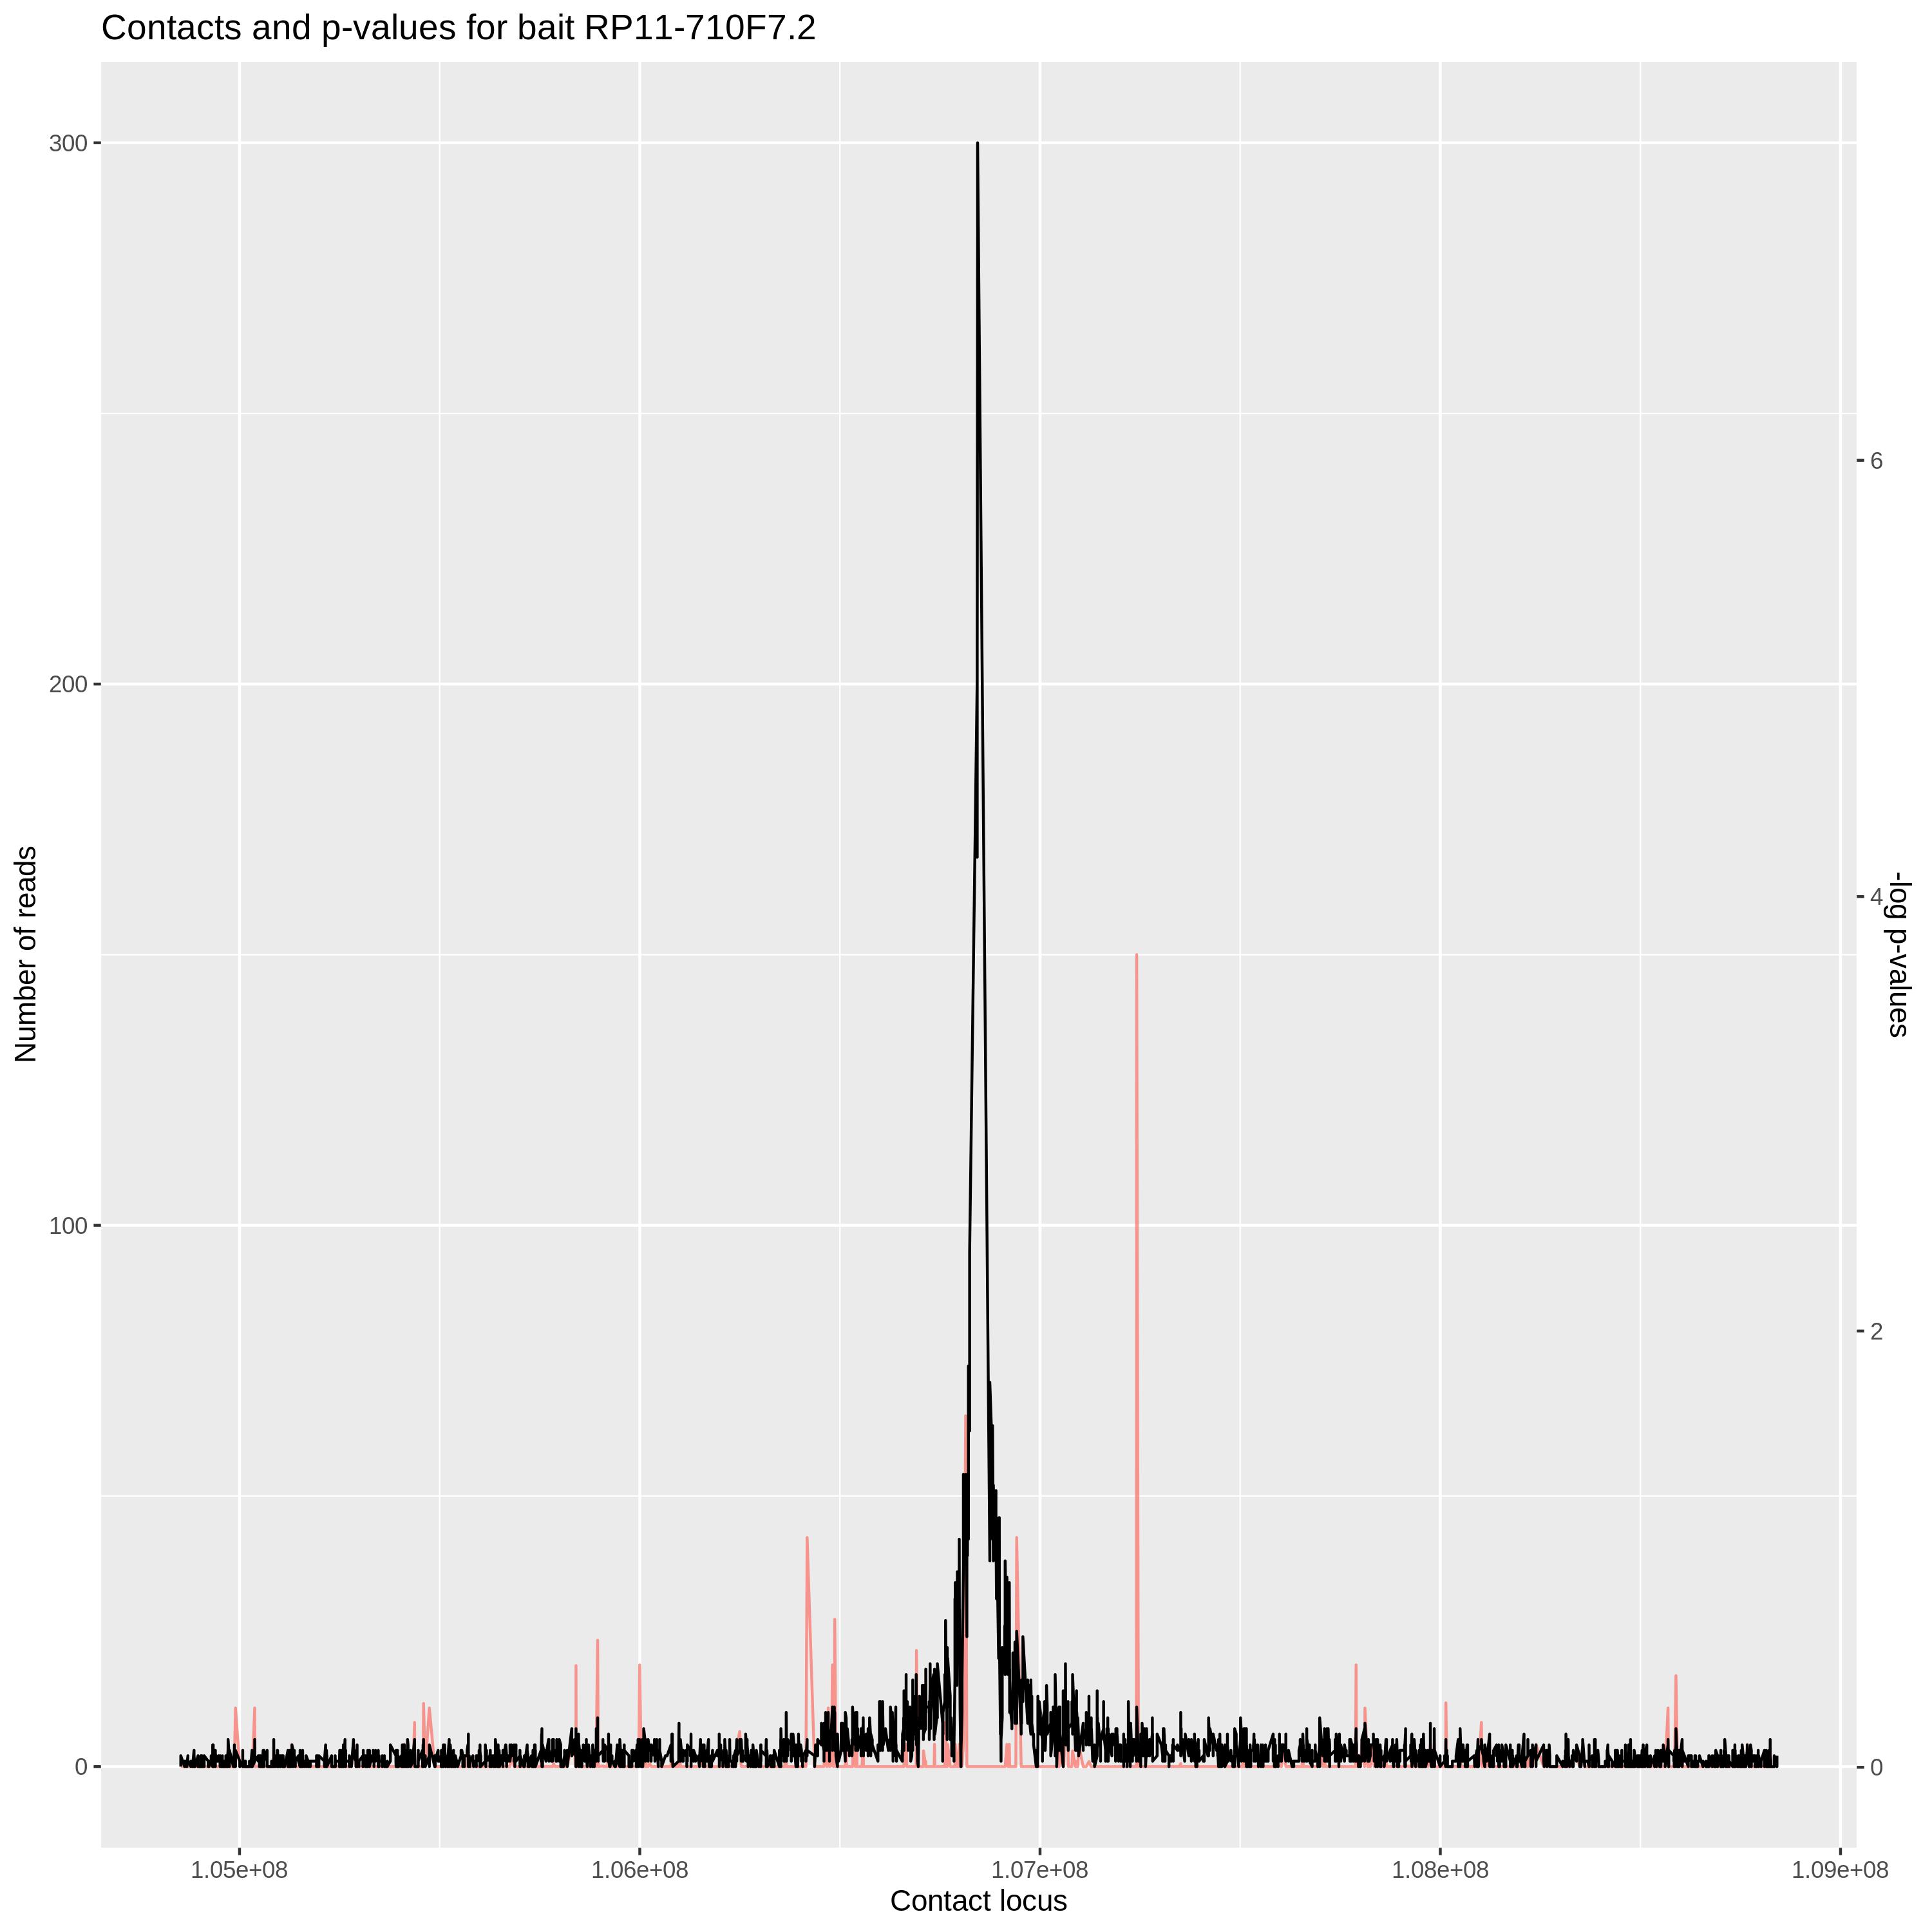 Contacts and p-values for bait RP11-710F7.2
300
200
100
0
Number of reads
6
4
2
0
-log p-values
1.05e+08
1.06e+08
1.07e+08
1.08e+08
1.09e+08
Contact locus